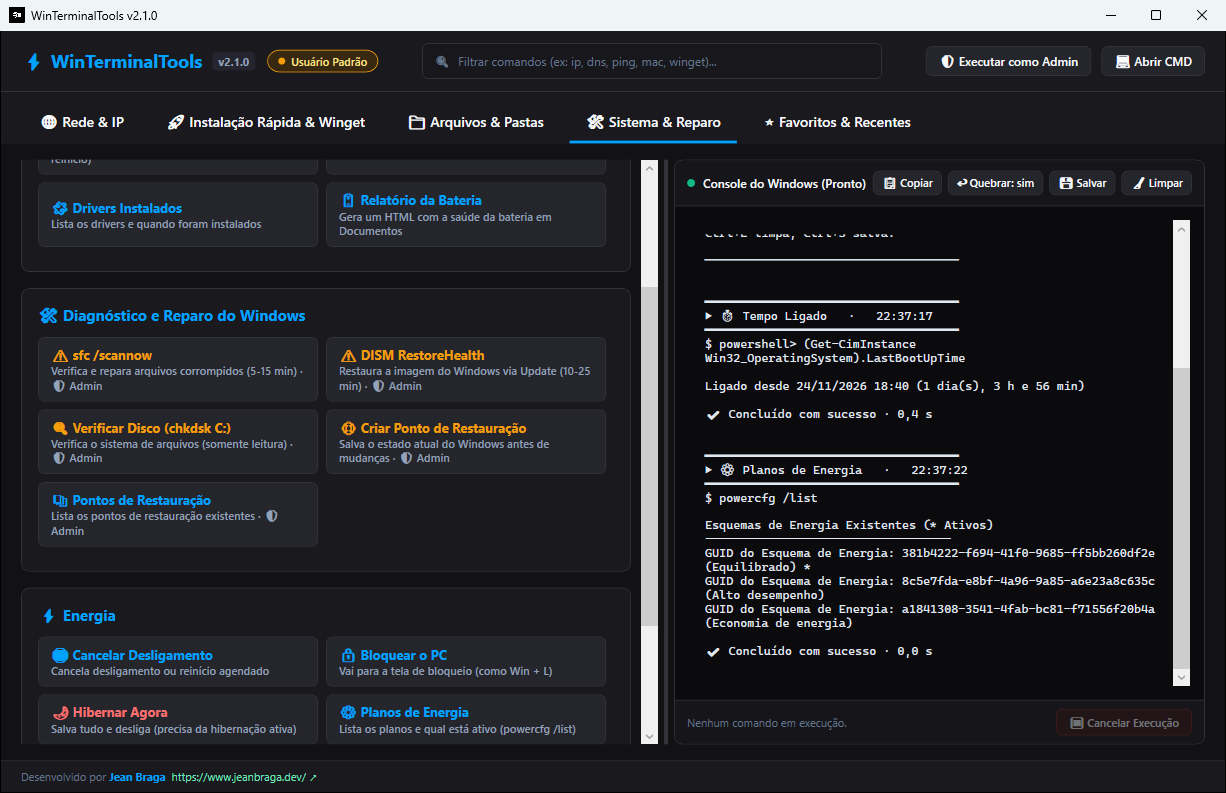 WinTerminalTools v2.1.0
WinTerminalTools v2.1.0 Usuário Padrão
Filtrar comandos (ex: ip, dns, ping, mac, winget)...
Executar como Admin
Abrir CMD
Rede & IP
Instalação Rápida & Winget
Arquivos & Pastas
Sistema & Reparo
Favoritos & Recentes
reinício)
Drivers Instalados
Lista os drivers e quando foram instalados
Relatório da Bateria
Gera um HTML com a saúde da bateria em
Documentos
Diagnóstico e Reparo do Windows
sfc /scannow
Verifica e repara arquivos corrompidos (5-15 min) ·
Admin
DISM RestoreHealth
Restaura a imagem do Windows via Update (10-25
min) · Admin
Verificar Disco (chkdsk C:)
Verifica o sistema de arquivos (somente leitura) ·
Admin
Criar Ponto de Restauração
Salva o estado atual do Windows antes de
mudanças · Admin
Pontos de Restauração
Lista os pontos de restauração existentes ·
Admin
Energia
Cancelar Desligamento
Cancela desligamento ou reinício agendado
Bloquear o PC
Vai para a tela de bloqueio (como Win + L)
Hibernar Agora
Salva tudo e desliga (precisa da hibernação ativa)
Planos de Energia
Lista os planos e qual está ativo (powercfg /list)
Console do Windows (Pronto)
Copiar
Quebrar: sim
Salvar
Limpar
Ctrl+L limpa, Ctrl+S salva.
Tempo Ligado · 22:37:17
$ powershell> (Get-CimInstance
Win32_OperatingSystem).LastBootUpTime
Ligado desde 24/11/2026 18:40 (1 dia(s), 3 h e 56 min)
Concluído com sucesso · 0,4 s
Planos de Energia · 22:37:22
$ powercfg /list
Esquemas de Energia Existentes (* Ativos)
GUID do Esquema de Energia: 381b4222-f694-41f0-9685-ff5bb260df2e
(Equilibrado) *
GUID do Esquema de Energia: 8c5e7fda-e8bf-4a96-9a85-a6e23a8c635c
(Alto desempenho)
GUID do Esquema de Energia: a1841308-3541-4fab-bc81-f71556f20b4a
(Economia de energia)
Concluído com sucesso · 0,0 s
Nenhum comando em execução.
Cancelar Execução
Desenvolvido por Jean Braga https://www.jeanbraga.dev/ ↗